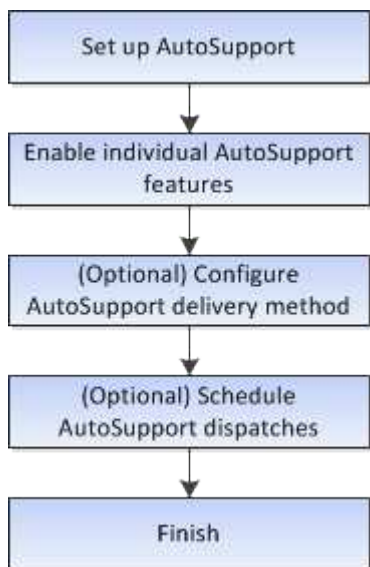 Set up AutoSupport
Enable individual AutoSupport
features
(Optional) Configure
AutoSupport delivery method
(Optional) Schedule
AutoSupport dispatches
Finish